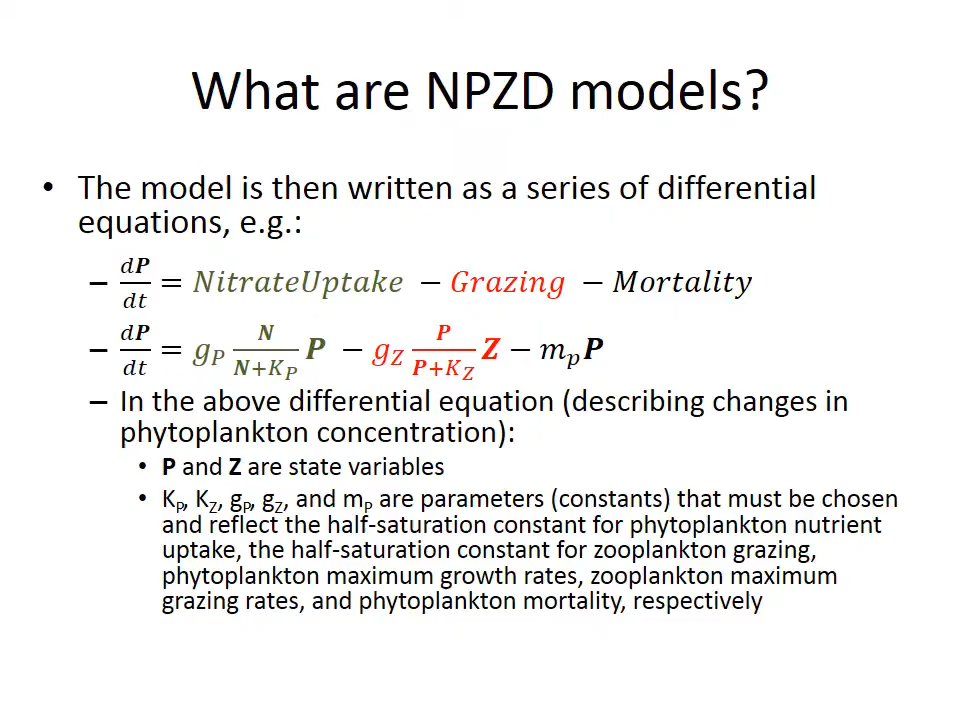 What are NPZD models?
• The model is then written as a series of differential
equations, e.g.:
– d𝑷/dt = NitrateUptake − Grazing − Mortality
– d𝑷/dt = g_P N/(N+K_P) P − g_Z P/(P+K_Z) Z − m_p P
– In the above differential equation (describing changes in
phytoplankton concentration):
• P and Z are state variables
• K_P, K_Z, g_P, g_Z, and m_P are parameters (constants) that must be chosen
and reflect the half-saturation constant for phytoplankton nutrient
uptake, the half-saturation constant for zooplankton grazing,
phytoplankton maximum growth rates, zooplankton maximum
grazing rates, and phytoplankton mortality, respectively